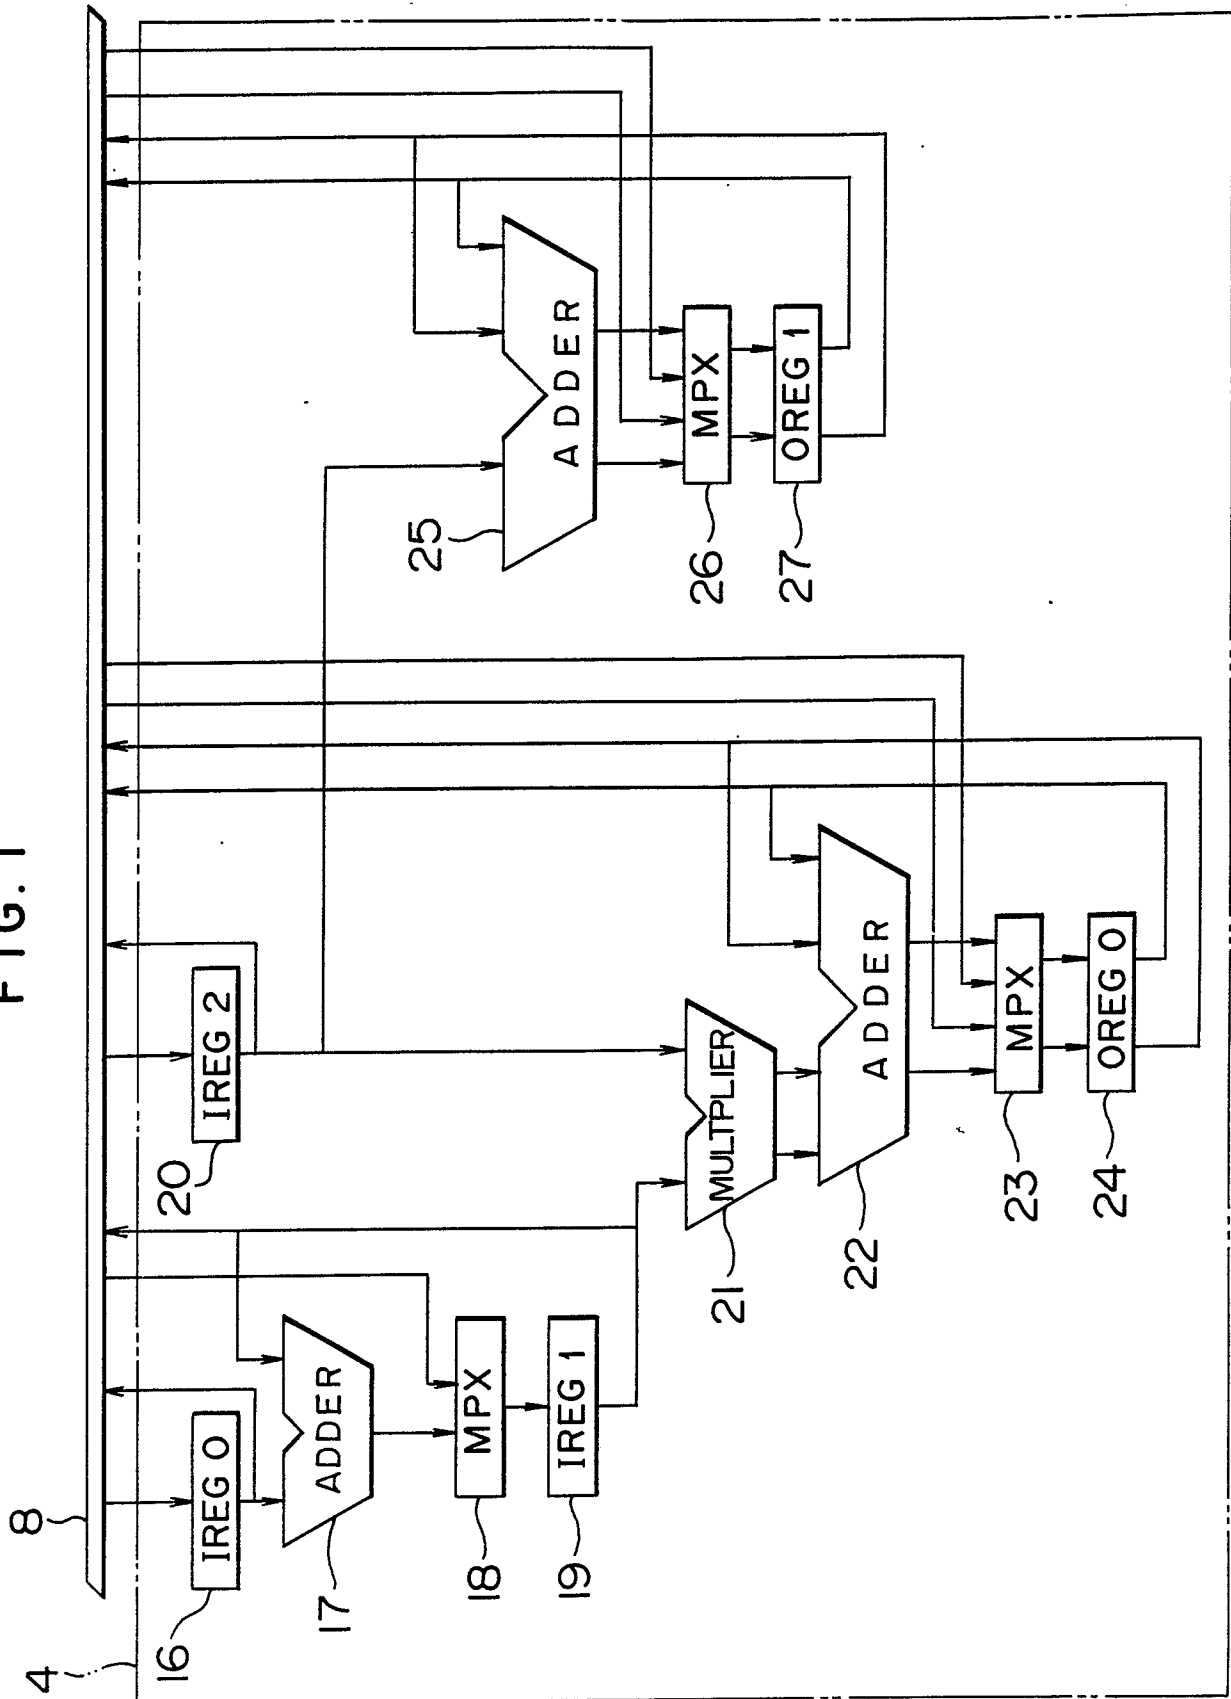 FIG. 1
8
4
IREG 0
16
ADDER
17
MPX
18
IREG 1
19
IREG 2
20
MULTPLIER
21
ADDER
22
MPX
23
OREG 0
24
ADDER
25
MPX
26
OREG 1
27